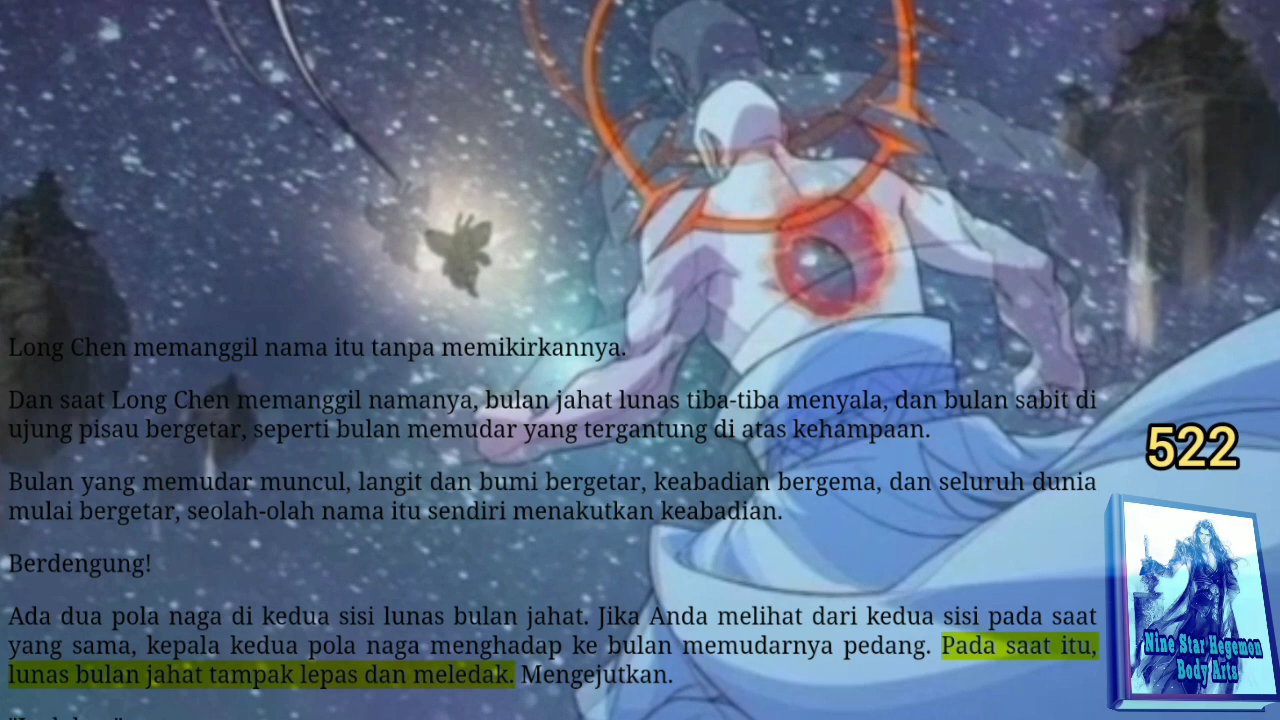 Long Chen memanggil nama itu tanpa memikirkannya.
Dan saat Long Chen memanggil namanya, bulan jahat lunas tiba-tiba menyala, dan bulan sabit di
ujung pisau bergetar, seperti bulan memudar yang tergantung di atas kehampaan.
Bulan yang memudar muncul, langit dan bumi bergetar, keabadian bergema, dan seluruh dunia
mulai bergetar, seolah-olah nama itu sendiri menakutkan keabadian.
Berdengung!
Ada dua pola naga di kedua sisi lunas bulan jahat. Jika Anda melihat dari kedua sisi pada saat
yang sama, kepala kedua pola naga menghadap ke bulan memudarnya pedang. Pada saat itu,
lunas bulan jahat tampak lepas dan meledak. Mengejutkan.
522
Nine Star Hegemon
Body Arts